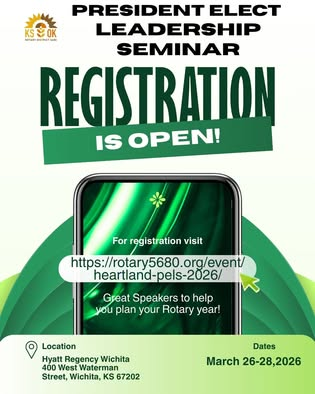 PRESIDENT ELECT
LEADERSHIP
SEMINAR
KS OK
REGISTRATION
IS OPEN!
For registration visit
https://rotary5680.org/event/
heartland-pels-2026/
Great Speakers to help
you plan your Rotary year!
Location
Hyatt Regency Wichita
400 West Waterman
Street, Wichita, KS 67202
Dates
March 26-28,2026